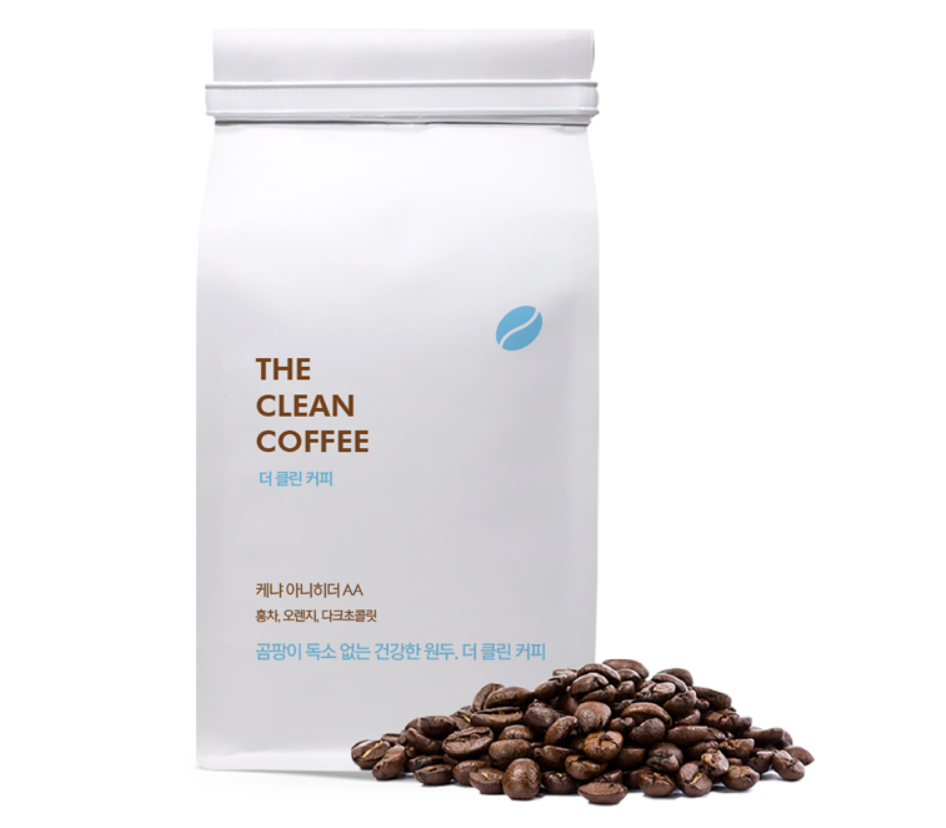 THE
CLEAN
COFFEE
더 클린 커피
케냐 아니히더 AA
홍차, 오렌지, 다크초콜릿
곰팡이 독소 없는 건강한 원두. 더 클린 커피